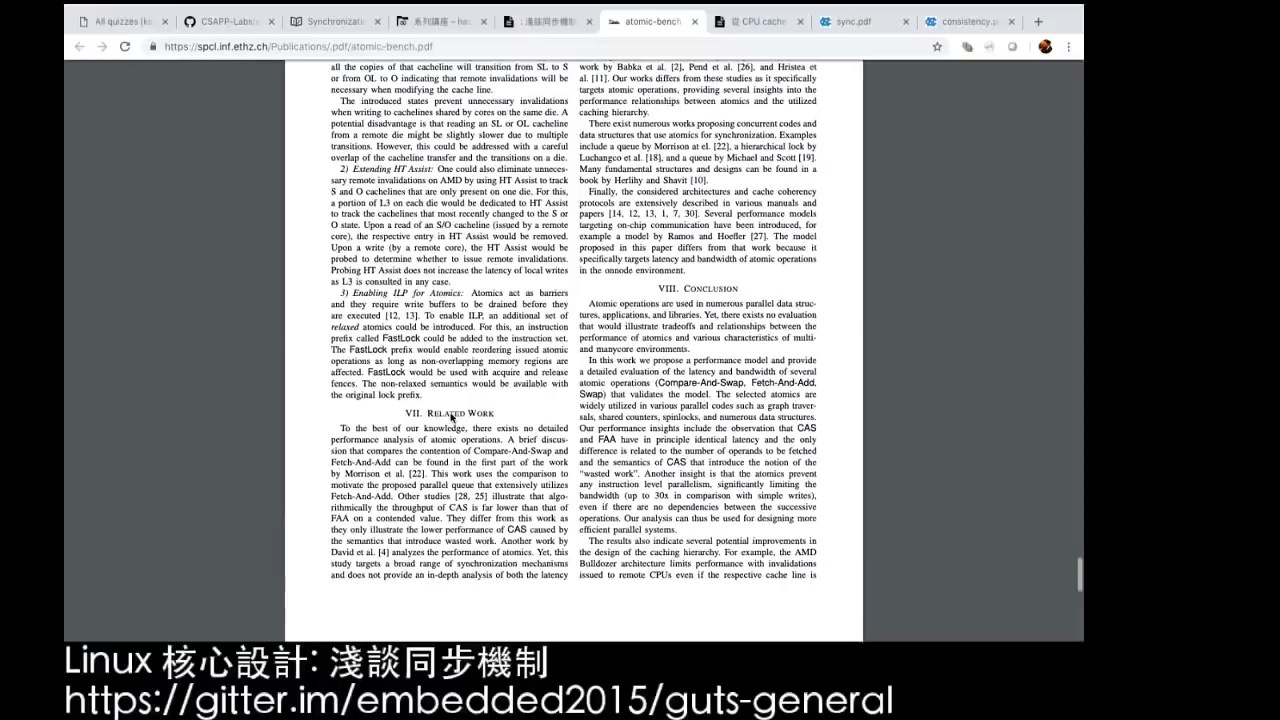 All quizzes (ke
CSAPP-Labs/
Synchronizati
系列講座 – hac
: 淺談同步機制
atomic-bench
從 CPU cache
sync.pdf
consistency.p
https://spcl.inf.ethz.ch/Publications/.pdf/atomic-bench.pdf
all the copies of that cacheline will transition from SL to S
or from OL to O indicating that remote invalidations will be
necessary when modifying the cache line.
The introduced states prevent unnecessary invalidations
when writing to cachelines shared by cores on the same die. A
potential disadvantage is that reading an SL or OL cacheline
from a remote die might be slightly slower due to multiple
transitions. However, this could be addressed with a careful
overlap of the cacheline transfer and the transitions on a die.
2) Extending HT Assist: One could also eliminate unneces-
sary remote invalidations on AMD by using HT Assist to track
S and O cachelines that are only present on one die. For this,
a portion of L3 on each die would be dedicated to HT Assist
to track the cachelines that most recently changed to the S or
O state. Upon a read of an S/O cacheline (issued by a remote
core), the respective entry in HT Assist would be removed.
Upon a write (by a remote core), the HT Assist would be
probed to determine whether to issue remote invalidations.
Probing HT Assist does not increase the latency of local writes
as L3 is consulted in any case.
3) Enabling ILP for Atomics: Atomics act as barriers
and they require write buffers to be drained before they
are executed [12, 13]. To enable ILP, an additional set of
relaxed atomics could be introduced. For this, an instruction
prefix called FastLock could be added to the instruction set.
The FastLock prefix would enable reordering issued atomic
operations as long as non-overlapping memory regions are
affected. FastLock would be used with acquire and release
fences. The non-relaxed semantics would be available with
the original lock prefix.
VII. RELATED WORK
To the best of our knowledge, there exists no detailed
performance analysis of atomic operations. A brief discus-
sion that compares the contention of Compare-And-Swap and
Fetch-And-Add can be found in the first part of the work
by Morrison et al. [22]. This work uses the comparison to
motivate the proposed parallel queue that extensively utilizes
Fetch-And-Add. Other studies [28, 25] illustrate that algo-
rithmically the throughput of CAS is far lower than that of
FAA on a contended value. They differ from this work as
they only illustrate the lower performance of CAS caused by
the semantics that introduce wasted work. Another work by
David et al. [4] analyzes the performance of atomics. Yet, this
study targets a broad range of synchronization mechanisms
and does not provide an in-depth analysis of both the latency
work by Babka et al. [2], Pend et al. [26], and Hristea et
al. [11]. Our works differs from these studies as it specifically
targets atomic operations, providing several insights into the
performance relationships between atomics and the utilized
caching hierarchy.
There exist numerous works proposing concurrent codes and
data structures that use atomics for synchronization. Examples
include a queue by Morrison at el. [22], a hierarchical lock by
Luchangco et al. [18], and a queue by Michael and Scott [19].
Many fundamental structures and designs can be found in a
book by Herlihy and Shavit [10].
Finally, the considered architectures and cache coherency
protocols are extensively described in various manuals and
papers [14, 12, 13, 1, 7, 30]. Several performance models
targeting on-chip communication have been introduced, for
example a model by Ramos and Hoefler [27]. The model
proposed in this paper differs from that work because it
specifically targets latency and bandwidth of atomic operations
in the onnode environment.
VIII. CONCLUSION
Atomic operations are used in numerous parallel data struc-
tures, applications, and libraries. Yet, there exists no evaluation
that would illustrate tradeoffs and relationships between the
performance of atomics and various characteristics of multi-
and manycore environments.
In this work we propose a performance model and provide
a detailed evaluation of the latency and bandwidth of several
atomic operations (Compare-And-Swap, Fetch-And-Add,
Swap) that validates the model. The selected atomics are
widely utilized in various parallel codes such as graph traver-
sals, shared counters, spinlocks, and numerous data structures.
Our performance insights include the observation that CAS
and FAA have in principle identical latency and the only
difference is related to the number of operands to be fetched
and the semantics of CAS that introduce the notion of the
“wasted work”. Another insight is that the atomics prevent
any instruction level parallelism, significantly limiting the
bandwidth (up to 30x in comparison with simple writes),
even if there are no dependencies between the successive
operations. Our analysis can thus be used for designing more
efficient parallel systems.
The results also indicate several potential improvements in
the design of the caching hierarchy. For example, the AMD
Bulldozer architecture limits performance with invalidations
issued to remote CPUs even if the respective cache line is
Linux 核心設計: 淺談同步機制
https://gitter.im/embedded2015/guts-general